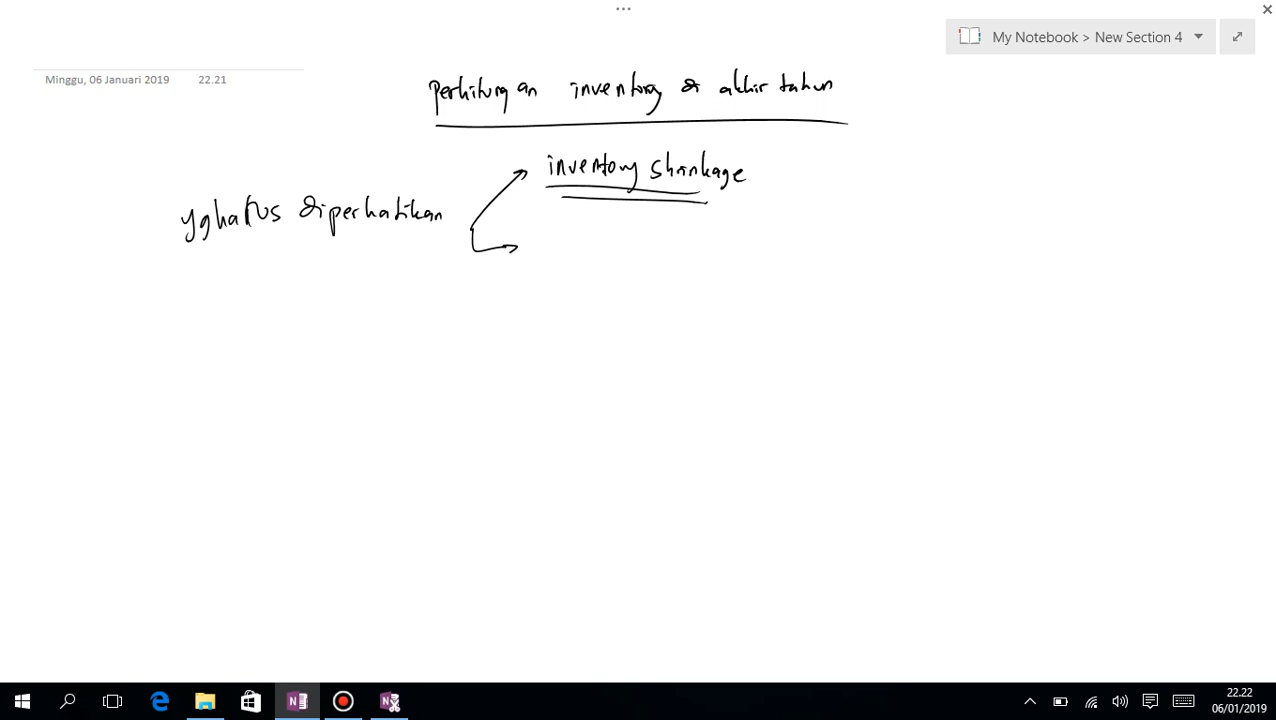 My Notebook > New Section 4
Minggu, 06 Januari 2019 22.21
perhitungan inventory di akhir tahun
inventory shrinkage
yg harus diperhatikan
22.22
06/01/2019